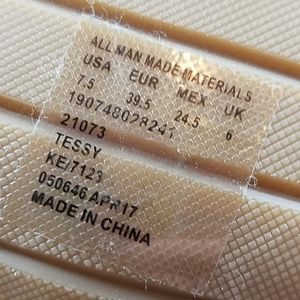 ALL MAN MADE MATERIALS
USA EUR MEX UK
7.5 39.5 24.5 6
190748028241
21073
TESSY
KE/7123
050646 APR17
MADE IN CHINA